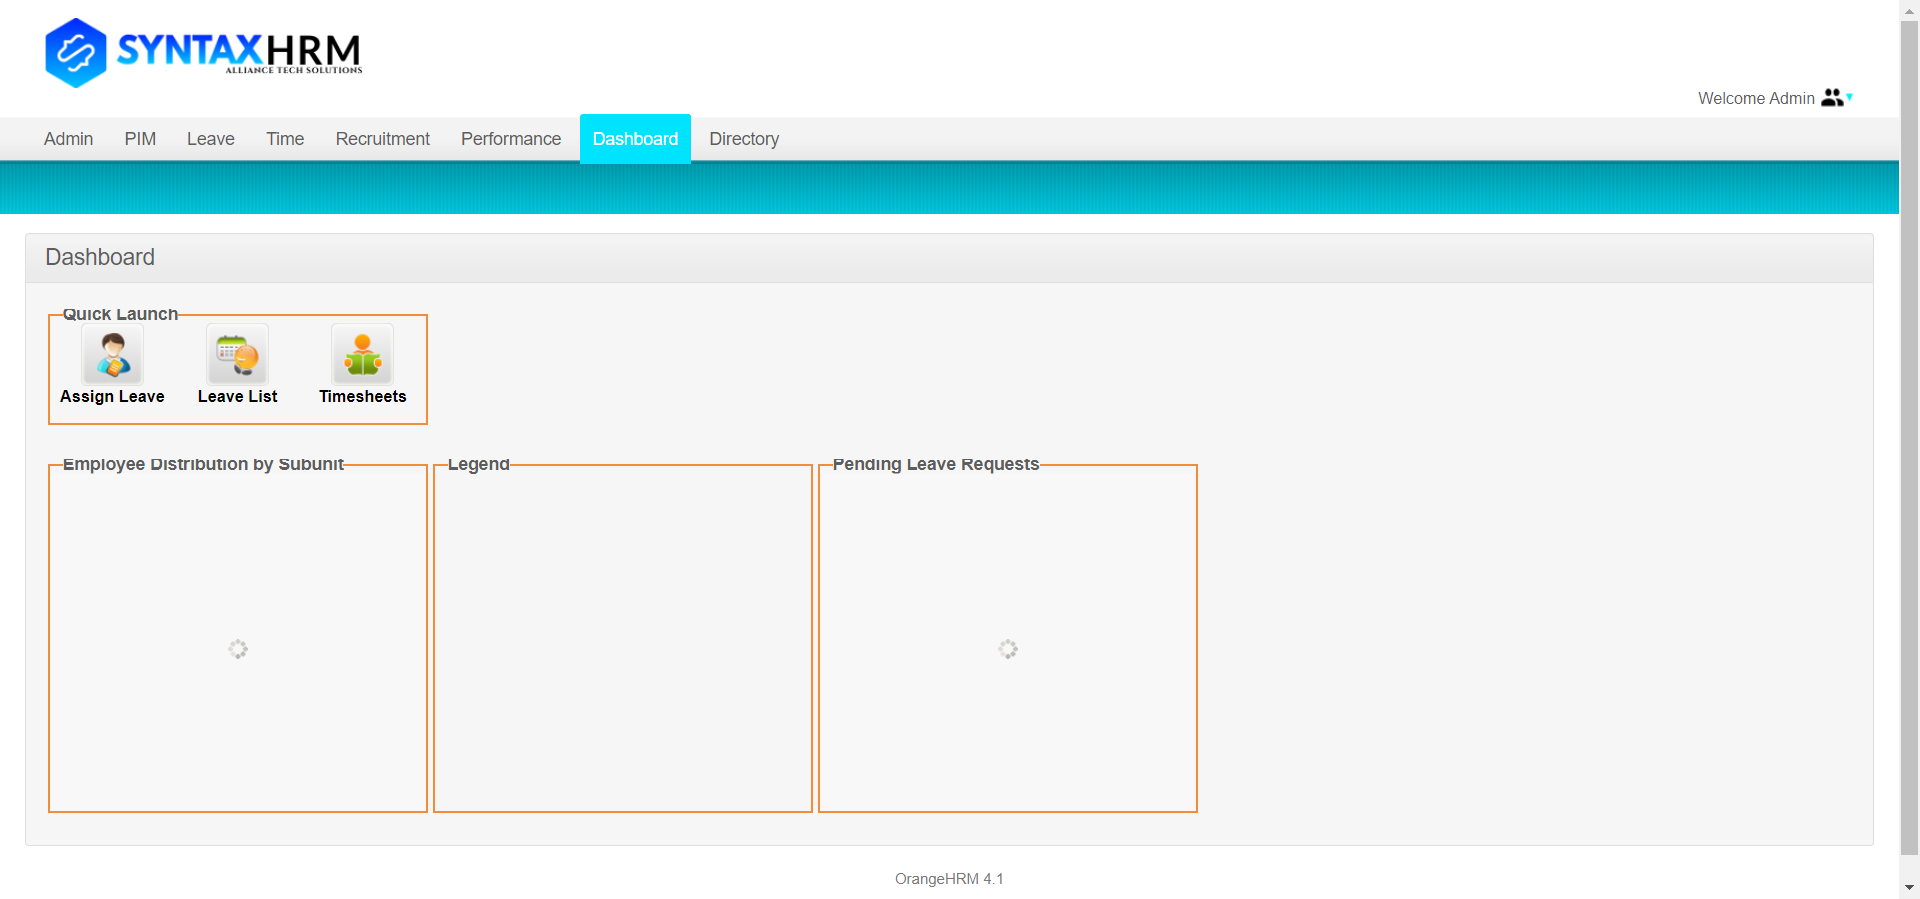 SYNTAXHRM
ALLIANCE TECH SOLUTIONS
Welcome Admin
Admin PIM Leave Time Recruitment Performance Dashboard Directory
Dashboard
Quick Launch
Assign Leave Leave List Timesheets
Employee Distribution by Subunit Legend Pending Leave Requests
OrangeHRM 4.1